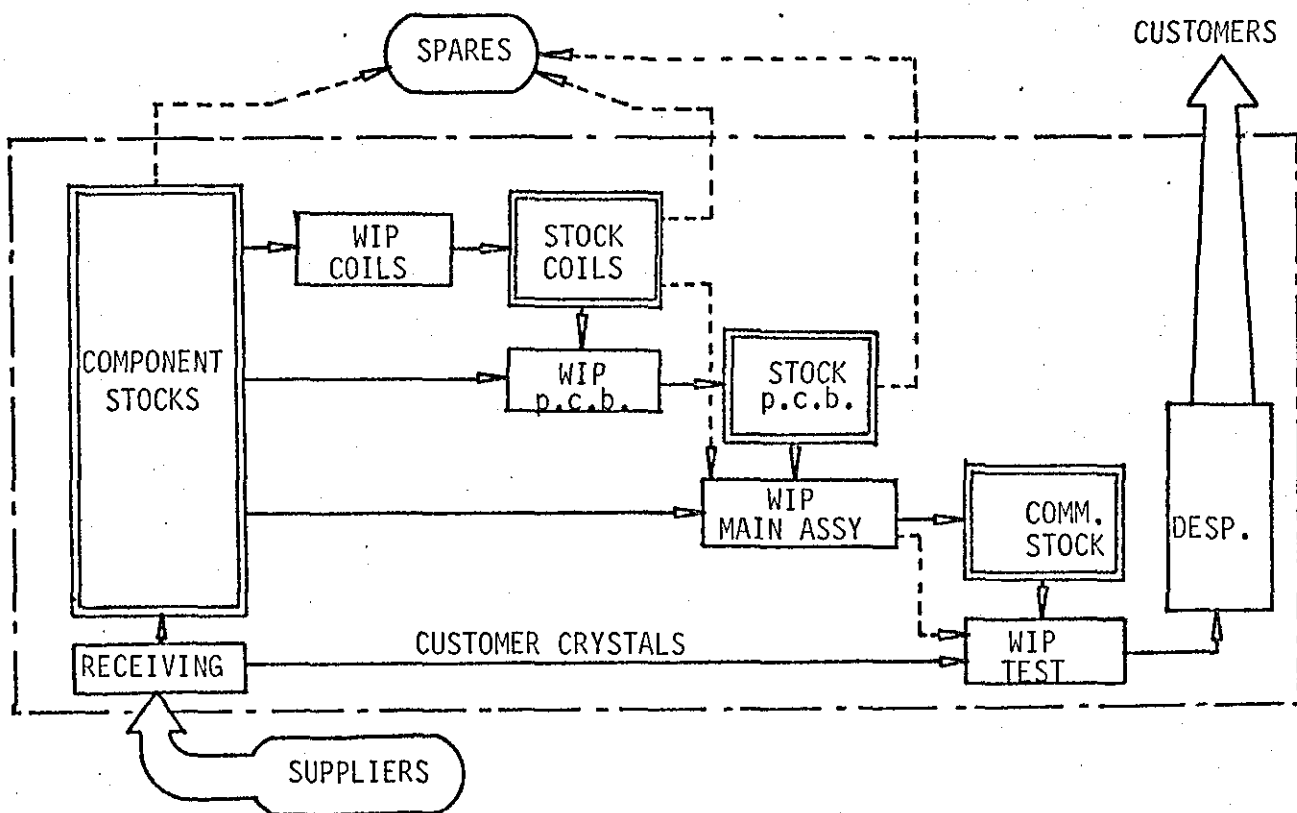 SPARES
CUSTOMERS
WIP
COILS
STOCK
COILS
COMPONENT
STOCKS
WIP
p.c.b.
STOCK
p.c.b.
WIP
MAIN ASSY
COMM.
STOCK
DESP.
RECEIVING
CUSTOMER CRYSTALS
WIP
TEST
SUPPLIERS